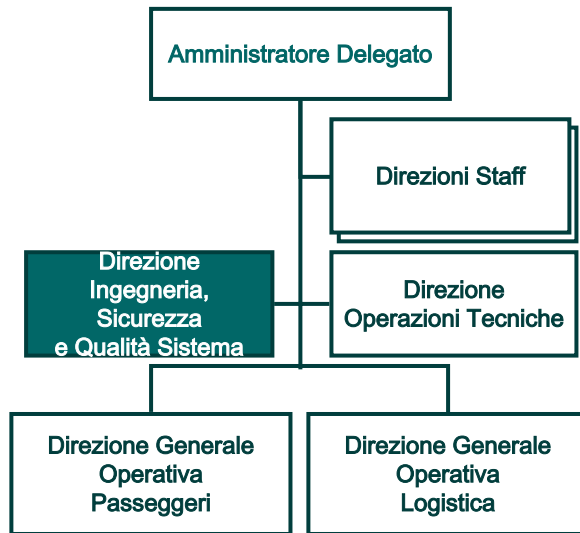 Amministratore Delegato
Direzioni Staff
Direzione
Ingegneria,
Sicurezza
e Qualità Sistema
Direzione
Operazioni Tecniche
Direzione Generale
Operativa
Passeggeri
Direzione Generale
Operativa
Logistica